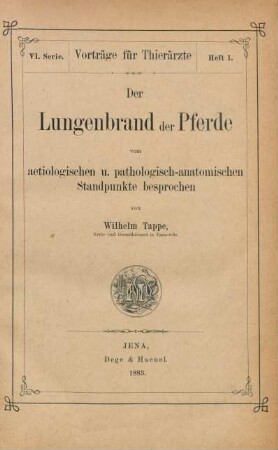 VI. Serie. Vorträge für Thierärzte Heft I.
Der
Lungenbrand der Pferde
vom
aetiologischen u. pathologisch-anatomischen
Standpunkte besprochen
von
Wilhelm Tappe,
in
JENA,
Dege & Haenel.
1883.